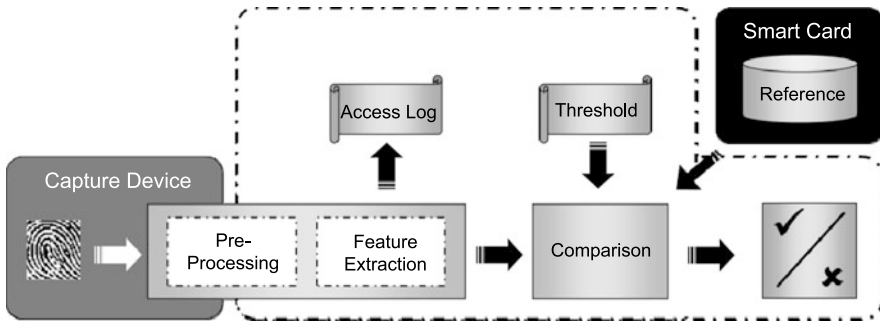 Smart Card
Reference
Access Log
Threshold
Capture Device
Pre-
Processing
Feature
Extraction
Comparison